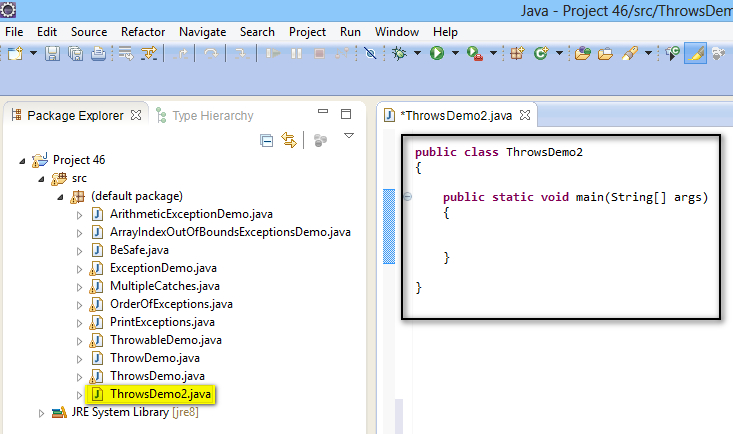 Java - Project 46/src/ThrowsDem
File Edit Source Refactor Navigate Search Project Run Window Help
Package Explorer
Type Hierarchy
Project 46
src
(default package)
ArithmeticExceptionDemo.java
ArrayIndexOutOfBoundsExceptionsDemo.java
BeSafe.java
ExceptionDemo.java
MultipleCatches.java
OrderOfExceptions.java
PrintExceptions.java
ThrowableDemo.java
ThrowDemo.java
ThrowsDemo.java
ThrowsDemo2.java
JRE System Library [jre8]
*ThrowsDemo2.java
public class ThrowsDemo2
{
public static void main(String[] args)
{
}
}